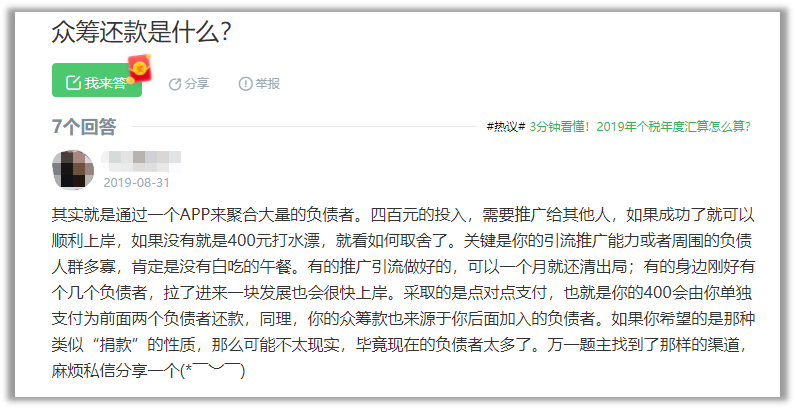 众筹还款是什么？
我来答
分享
举报
7个回答
#热议# 3分钟看懂！2019年个税年度汇算怎么算?
2019-08-31
其实就是通过一个APP来聚合大量的负债者。四百元的投入，需要推广给其他人，如果成功了就可以
顺利上岸，如果没有就是400元打水漂，就看如何取舍了。关键是你的引流推广能力或者周围的负债
人群多寡，肯定是没有白吃的午餐。有的推广引流做好的，可以一个月就还清出局；有的身边刚好有
个几个负债者，拉了进来一块发展也会很快上岸。采取的是点对点支付，也就是你的400会由你单独
支付为前面两个负债者还款，同理，你的众筹款也来源于你后面加入的负债者。如果你希望的是那种
类似“捐款”的性质，那么可能不太现实，毕竟现在的负债者太多了。万一题主找到了那样的渠道，
麻烦私信分享一个(*￣︶￣)